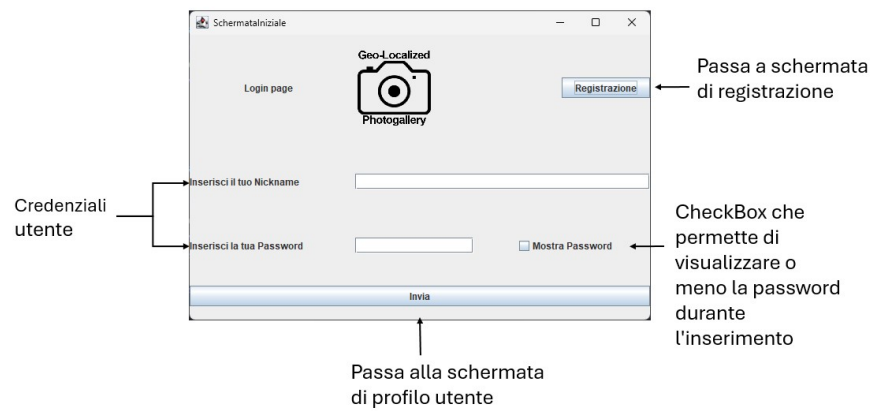 SchermataIniziale
Geo-Localized
Photogallery
Login page
Registrazione
Passa a schermata
di registrazione
Inserisci il tuo Nickname
Credenziali
utente
Inserisci la tua Password
Mostra Password
CheckBox che
permette di
visualizzare o
meno la password
durante
l'inserimento
Invia
Passa alla schermata
di profilo utente